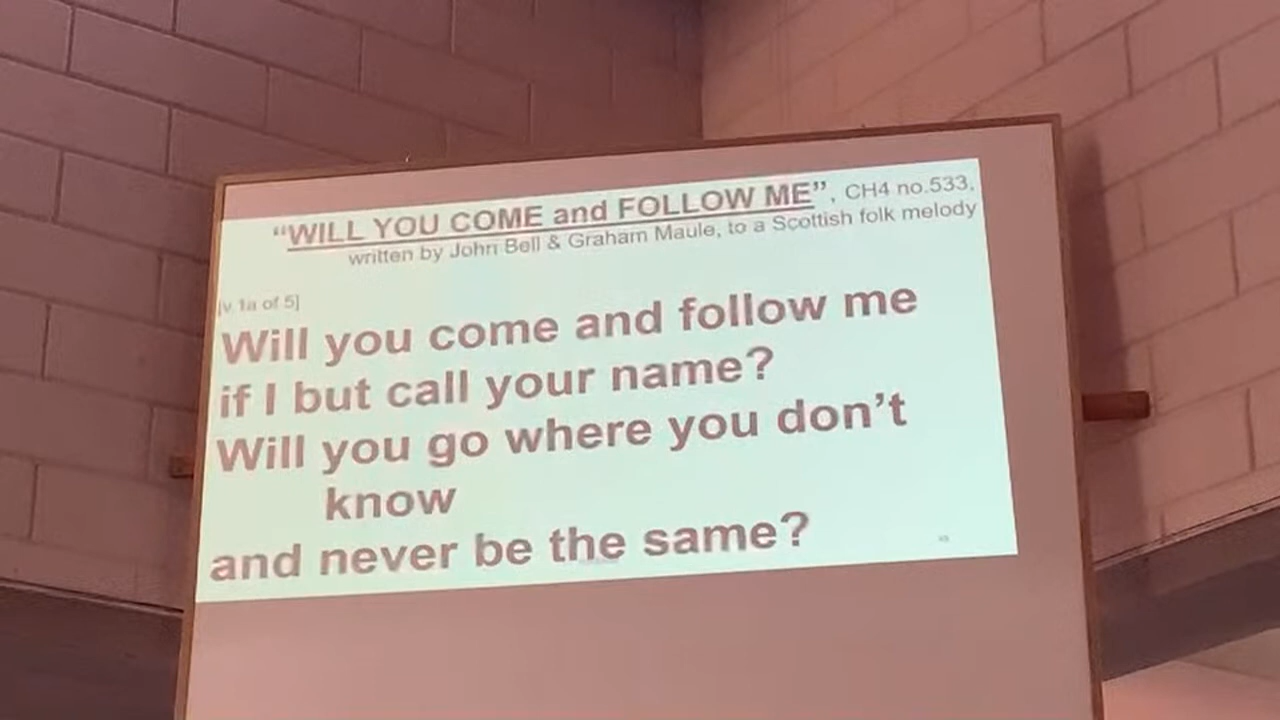 “WILL YOU COME and FOLLOW ME”, CH4 no.533,
written by John Bell & Graham Maule, to a Scottish folk melody
[v 1a of 5]
Will you come and follow me
if I but call your name?
Will you go where you don’t
know
and never be the same?